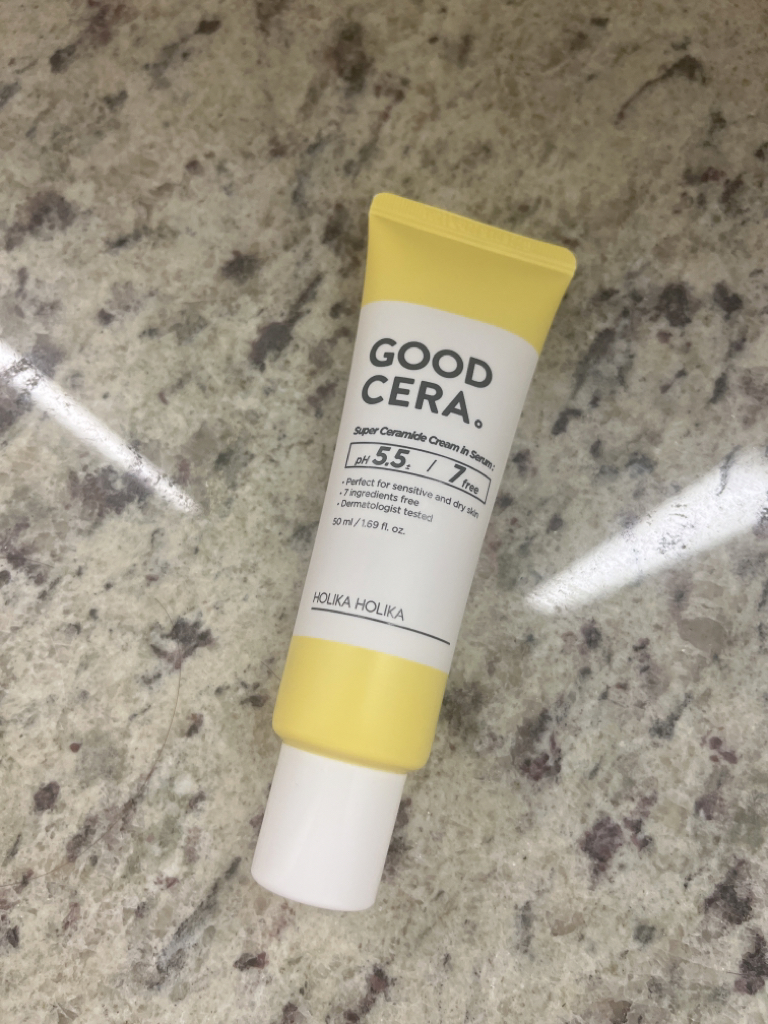 GOOD
CERA.
Super Ceramide Cream in Serum :
pH 5.5± / 7 free
• Perfect for sensitive and dry skin
• 7 ingredients free
• Dermatologist tested
50 ml / 1.69 fl. oz.
HOLIKA HOLIKA